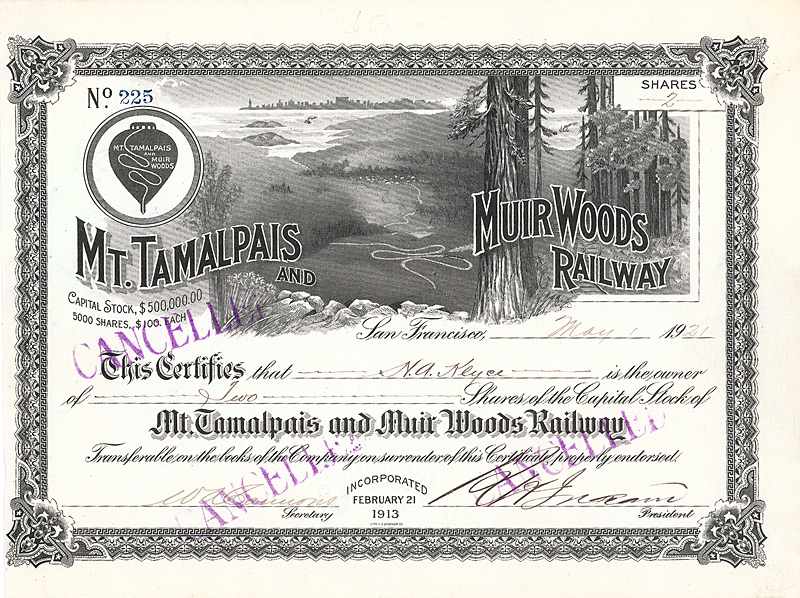 No. 225
SHARES
2
MT. TAMALPAIS
AND
MUIR
WOODS
MT. TAMALPAIS
AND
MUIR WOODS
RAILWAY
CAPITAL STOCK, $500,000.00
5000 SHARES, $100. EACH
CANCELLED
San Francisco, May 1 1921
This Certifies that H.A. Keyes is the owner
of Two Shares of the Capital Stock of
Mt. Tamalpais and Muir Woods Railway
Transferable on the books of the Company on surrender of this Certificate properly endorsed.
CANCELLED
CANCELLED
INCORPORATED
FEBRUARY 21
1913
Secretary
President